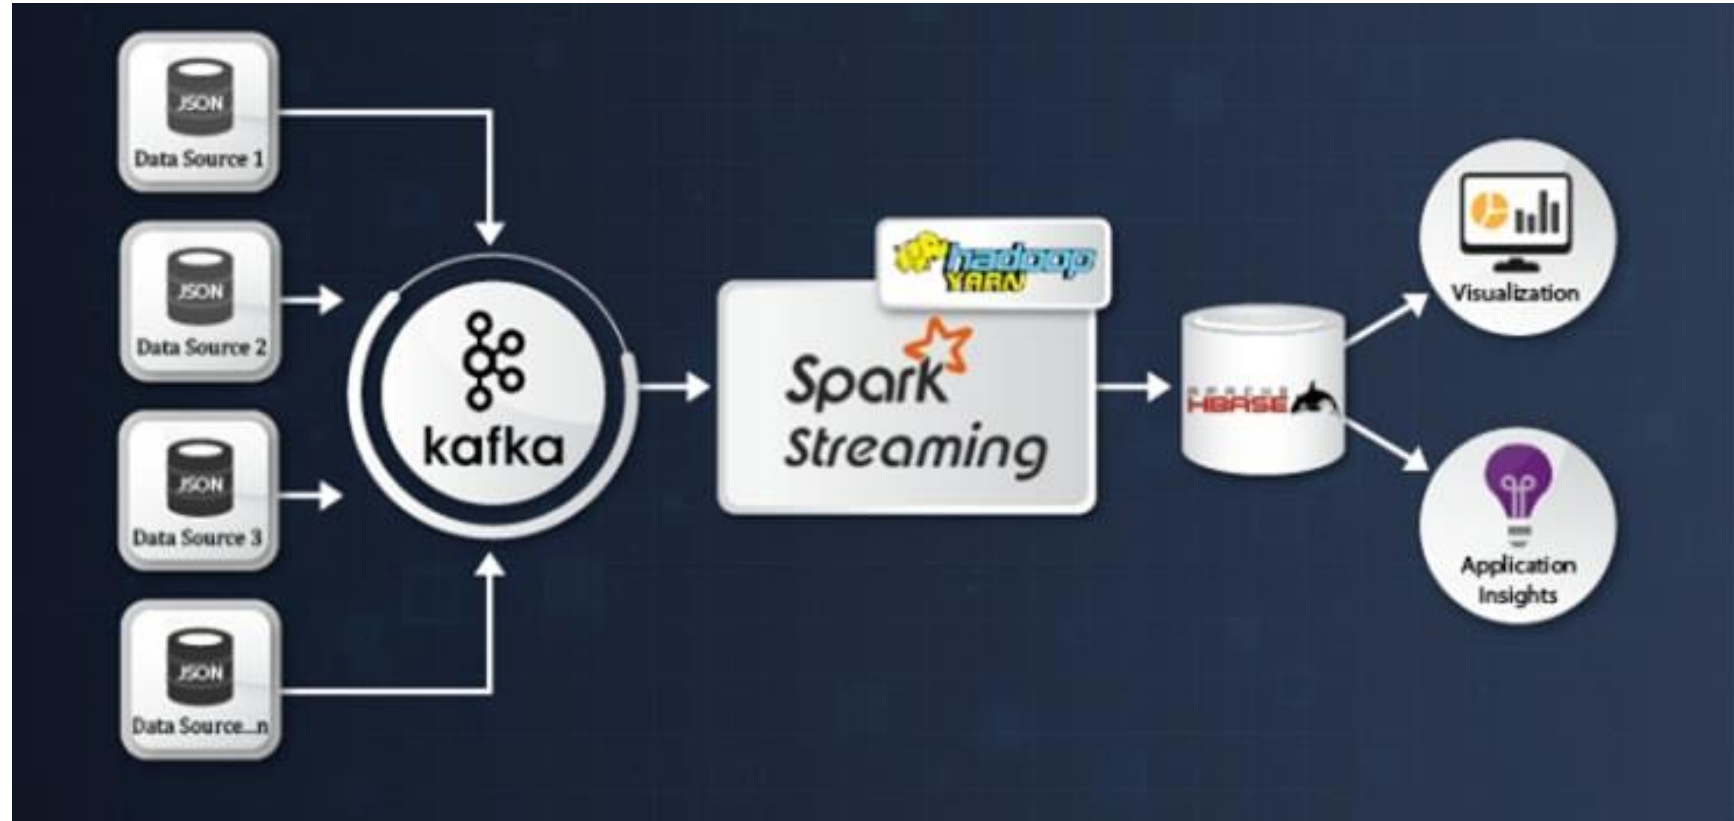 JSON
Data Source 1
JSON
Data Source 2
JSON
Data Source 3
JSON
Data Source...n
kafka
hadoop
YARN
Spark
Streaming
APACHE
HBASE
Visualization
Application
Insights